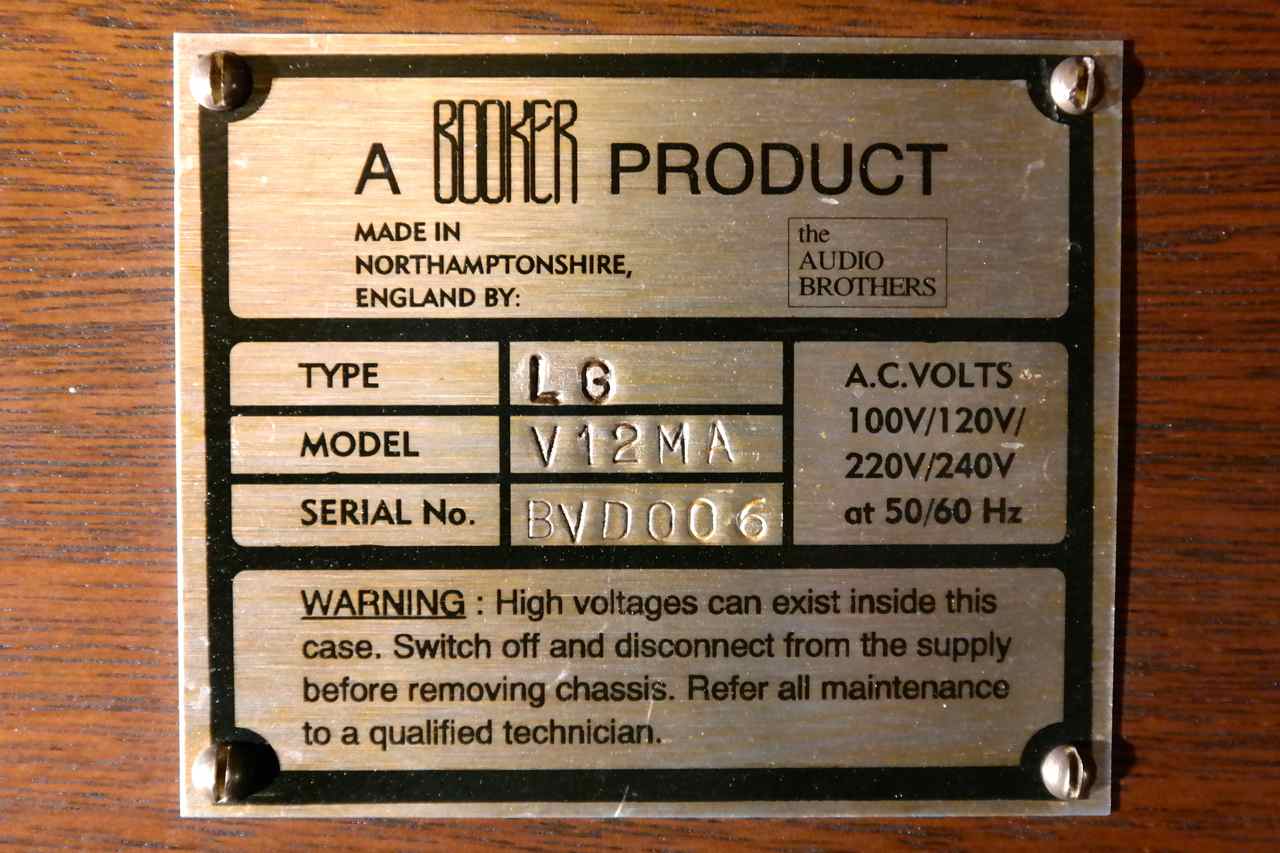 A BOOKER PRODUCT
MADE IN
NORTHAMPTONSHIRE,
ENGLAND BY:
the
AUDIO
BROTHERS
TYPE LG
MODEL V12MA
SERIAL No. BVD006
A.C.VOLTS
100V/120V/
220V/240V
at 50/60 Hz
WARNING : High voltages can exist inside this
case. Switch off and disconnect from the supply
before removing chassis. Refer all maintenance
to a qualified technician.